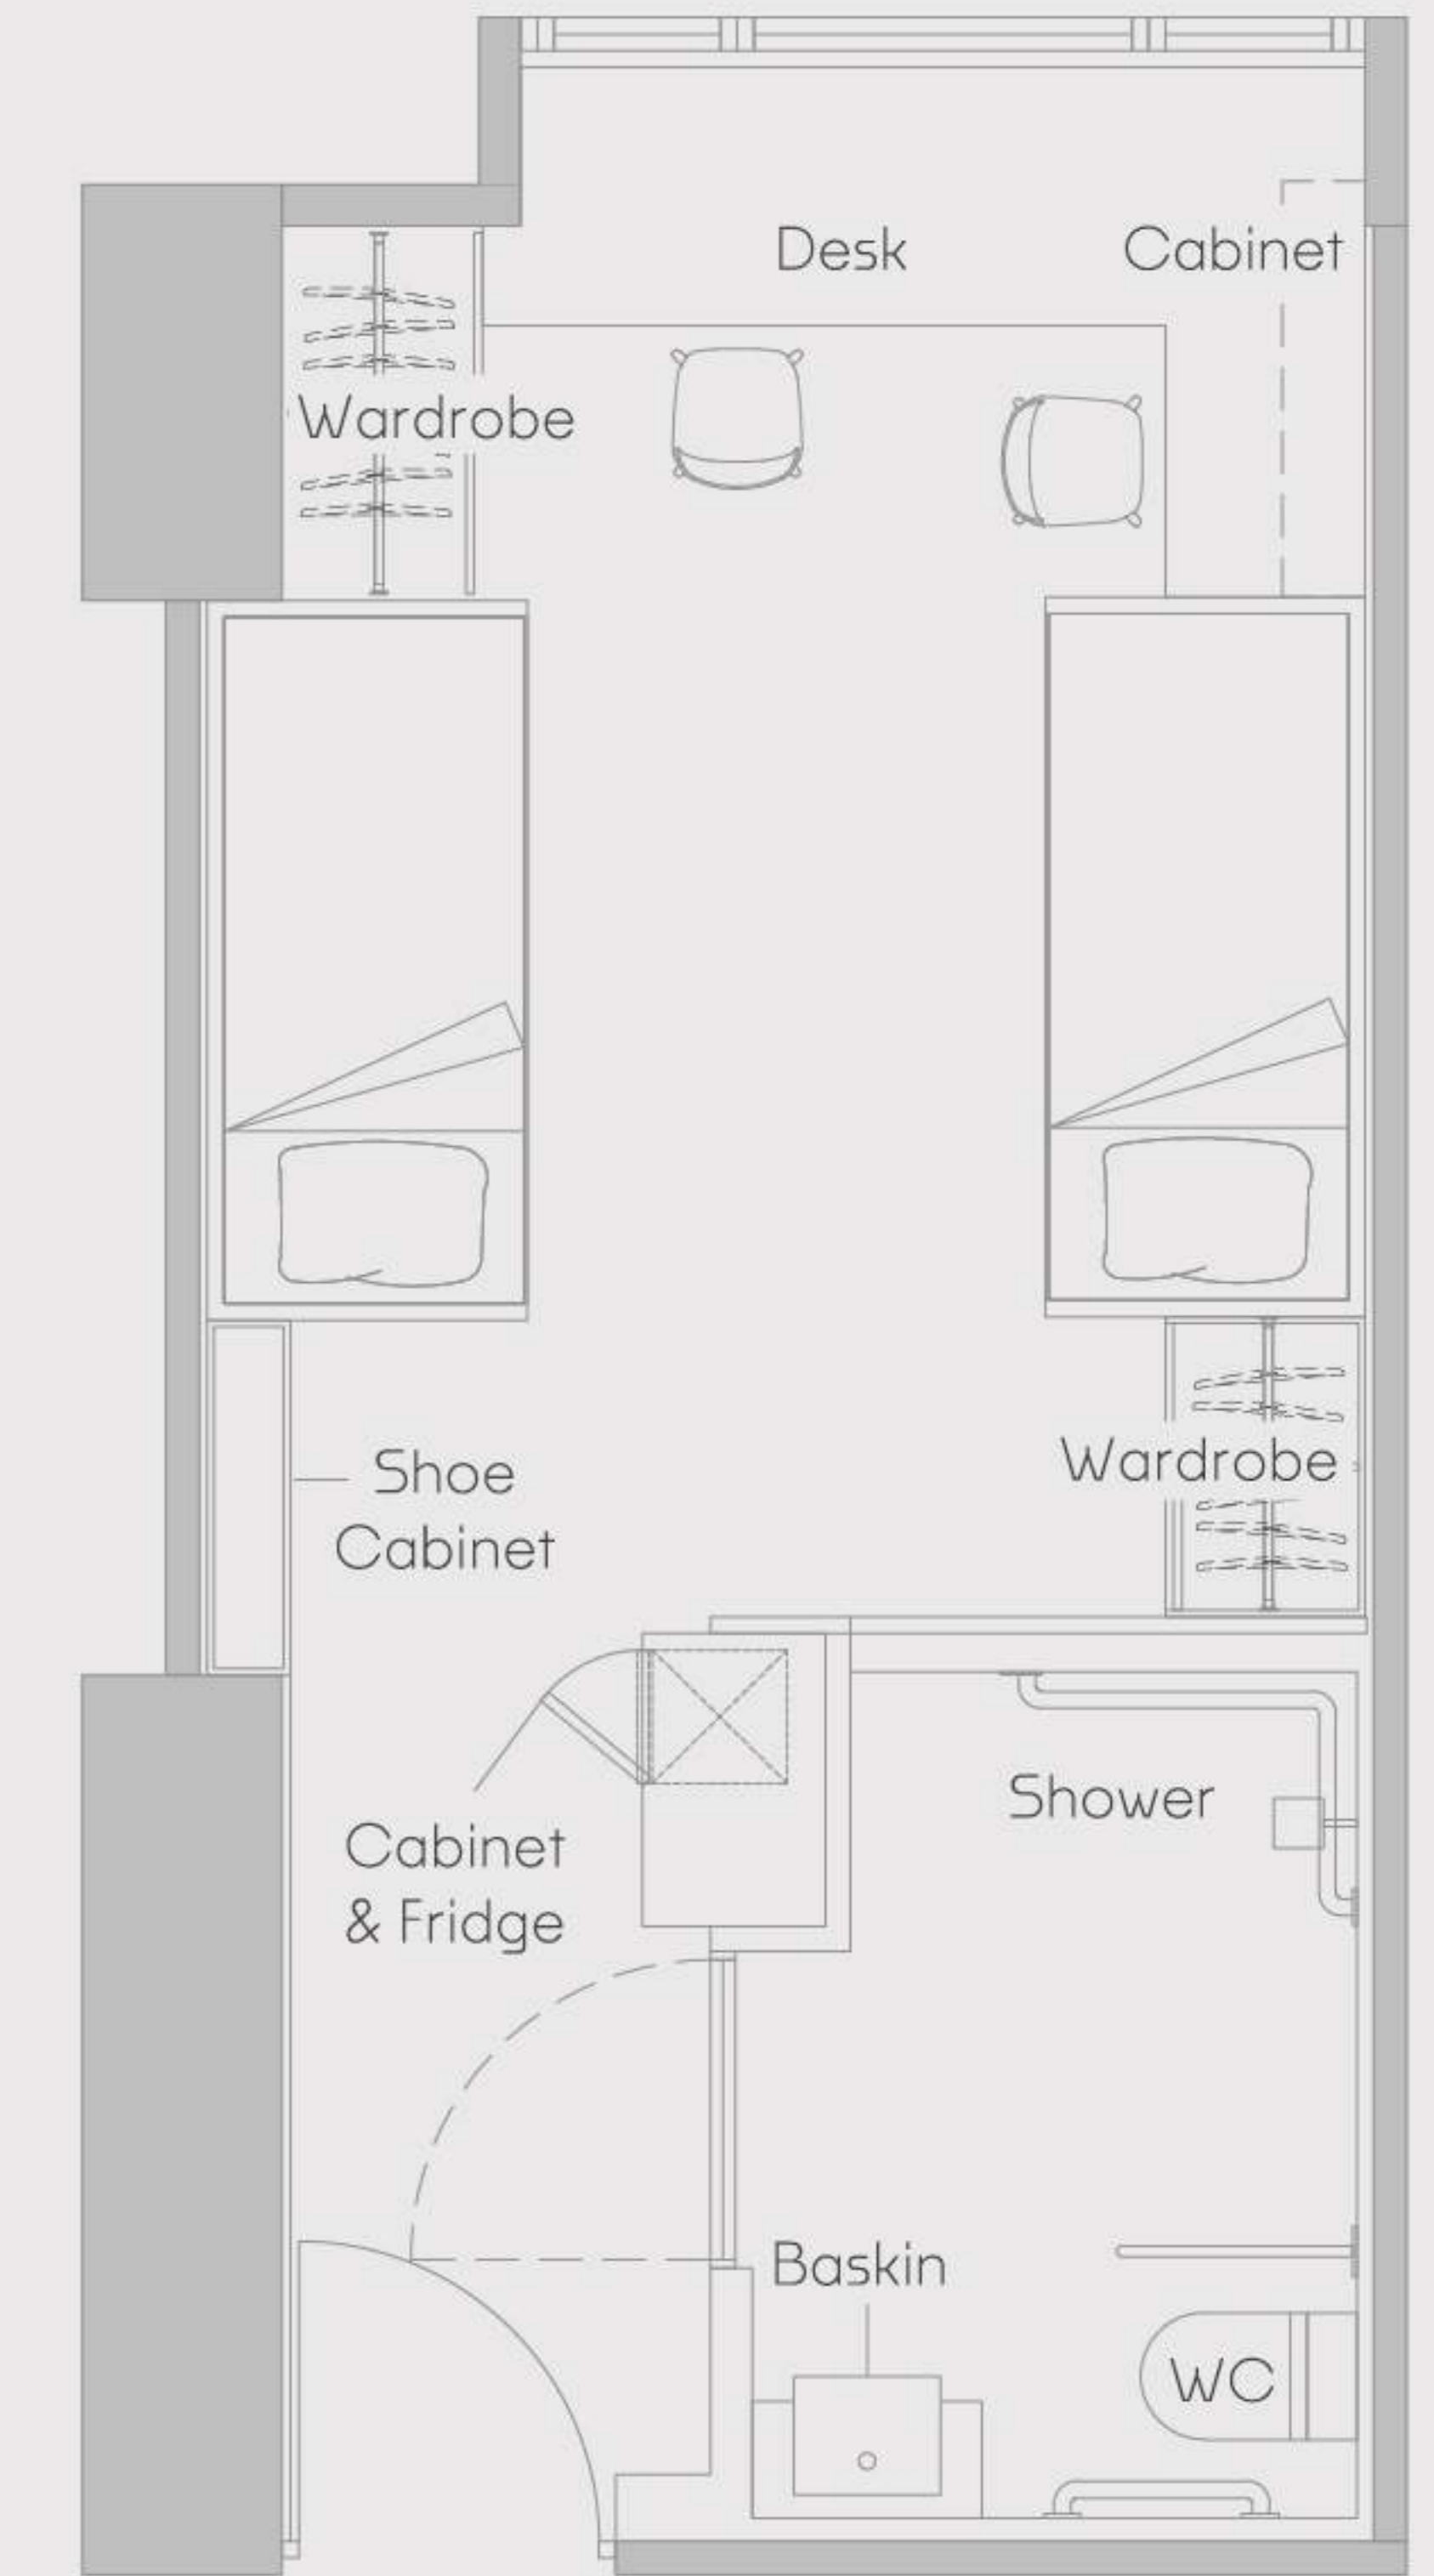 Desk
Cabinet
Wardrobe
Shoe
Cabinet
Wardrobe
Cabinet
& Fridge
Shower
Baskin
WC